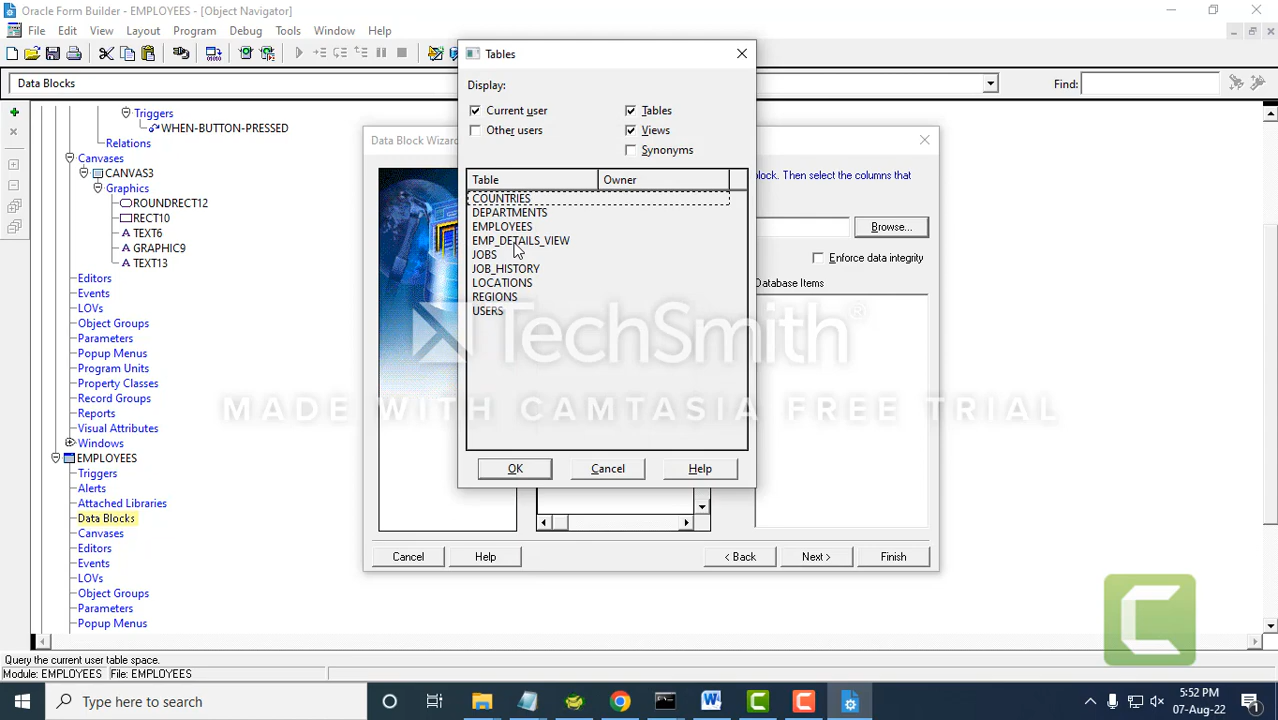 Oracle Form Builder - EMPLOYEES - [Object Navigator]
File Edit View Layout Program Debug Tools Window Help
Data Blocks
Find:
Triggers
WHEN-BUTTON-PRESSED
Relations
Canvases
CANVAS3
Graphics
ROUNDRECT12
RECT10
TEXT6
GRAPHIC9
TEXT13
Editors
Events
LOVs
Object Groups
Parameters
Popup Menus
Program Units
Property Classes
Record Groups
Reports
Visual Attributes
Windows
EMPLOYEES
Triggers
Alerts
Attached Libraries
Data Blocks
Canvases
Editors
Events
LOVs
Object Groups
Parameters
Popup Menus
Data Block Wizar
lock. Then select the columns that
Browse...
Enforce data integrity
Database Items
Cancel Help < Back Next > Finish
Tables
Display:
Current user Tables
Other users Views
Synonyms
Table Owner
COUNTRIES
DEPARTMENTS
EMPLOYEES
EMP_DETAILS_VIEW
JOBS
JOB_HISTORY
LOCATIONS
REGIONS
USERS
OK Cancel Help
TechSmith®
MADE WITH CAMTASIA FREE TRIAL
Query the current user table space.
Module: EMPLOYEES File: EMPLOYEES
Type here to search
5:52 PM
07-Aug-22
1